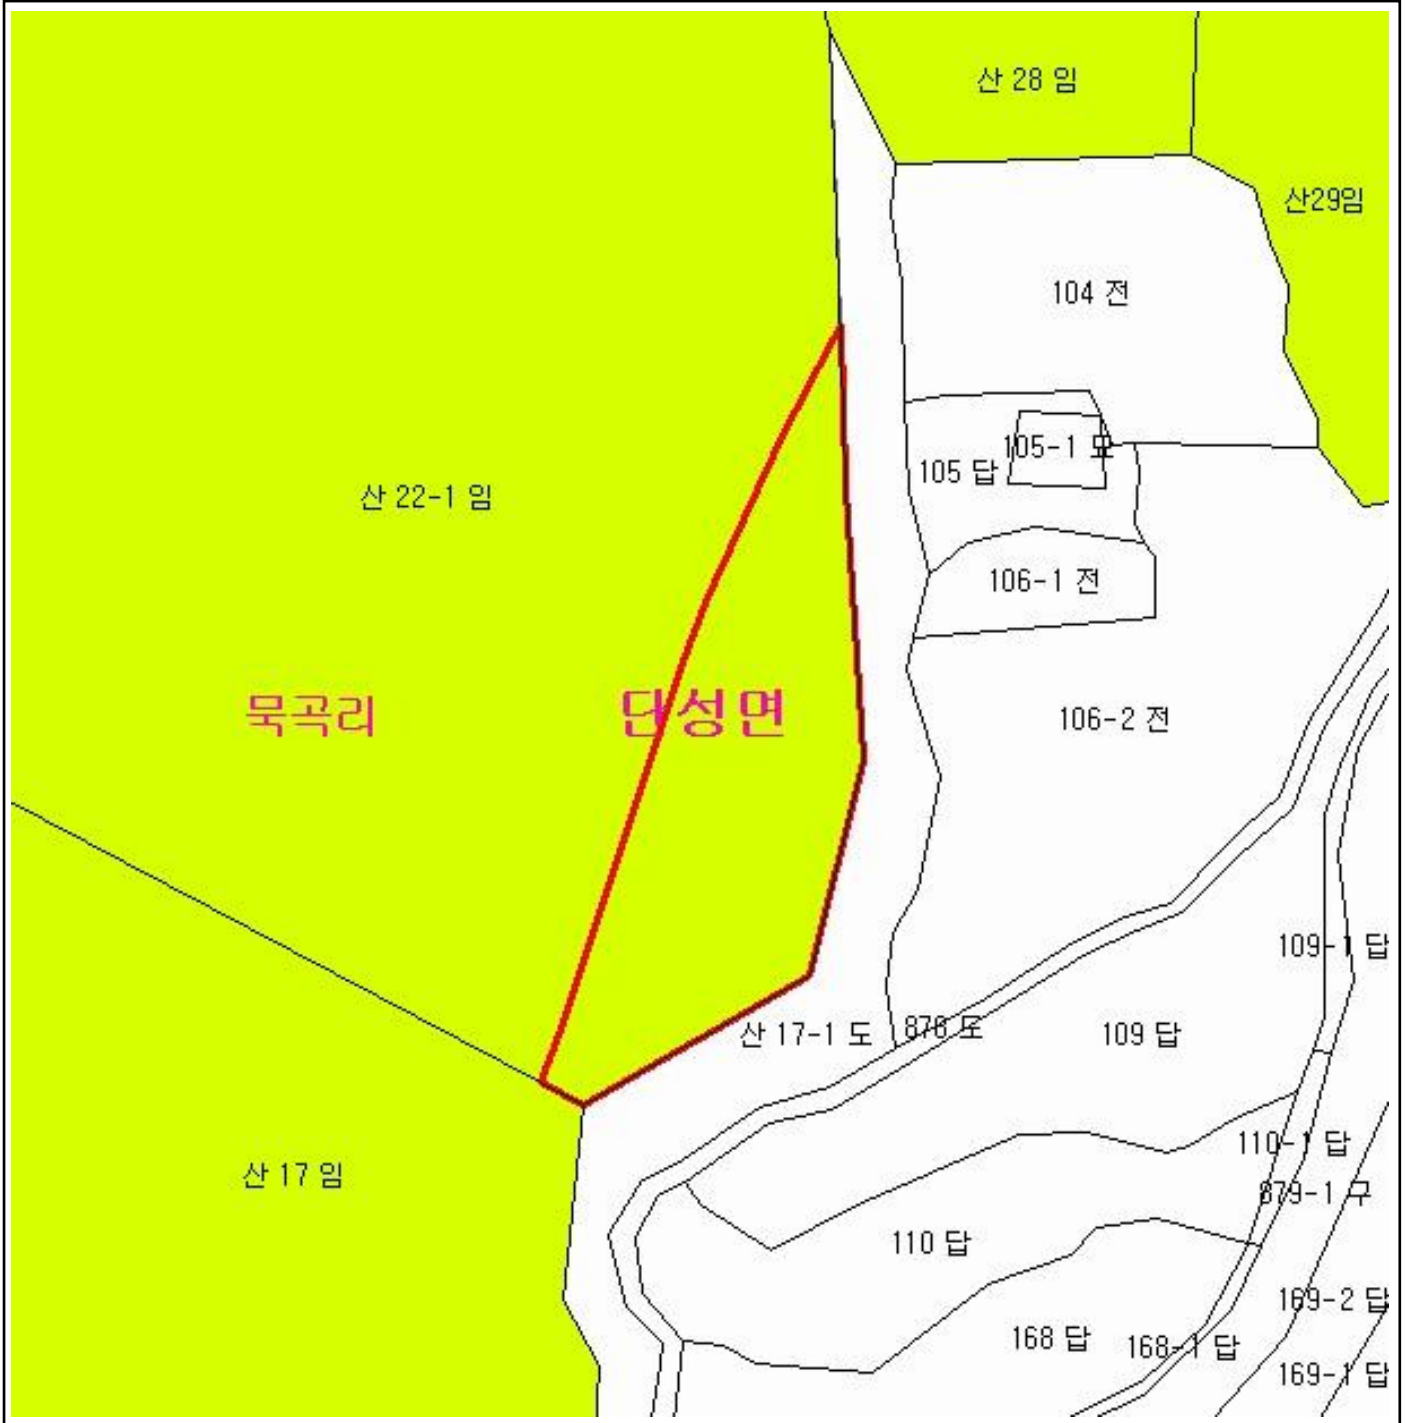 산 28 임
산29임
104 전
105-1 묘
105 답
산 22-1 임
106-1 전
묵곡리
단성면
106-2 전
109-1 답
산 17-1 도
878 도
109 답
110-1 답
산 17 임
879-1 구
110 답
169-2 답
168 답
168-1 답
169-1 답